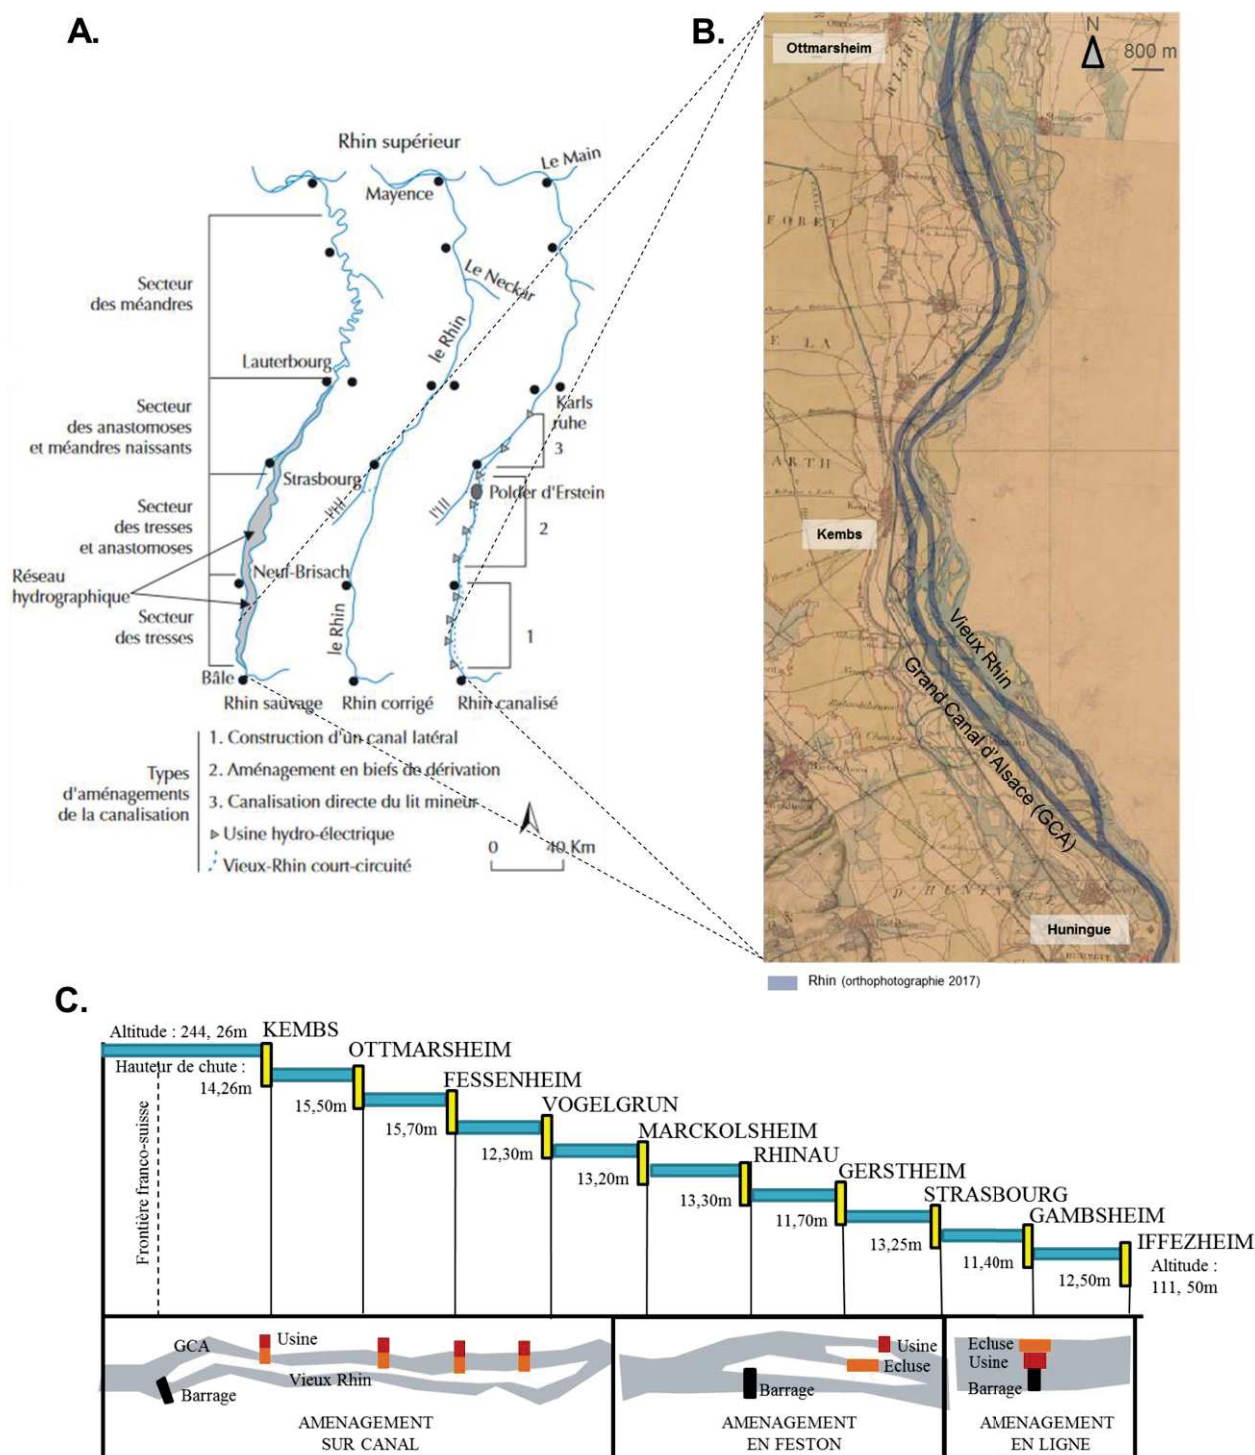 A.
Rhin supérieur
Le Main
Mayence
Le Neckar
le Rhin
Secteur
des méandres
Lauterbourg
Karls
ruhe
Secteur
des anastomoses
et méandres naissants
3
Strasbourg
l'Ill
l'Ill
Polder d'Erstein
Secteur
des tresses
et anastomoses
2
Réseau
hydrographique
Neuf-Brisach
Secteur
des tresses
le Rhin
1
Bâle
Rhin sauvage
Rhin corrigé
Rhin canalisé
Types
d'aménagements
de la canalisation
1. Construction d'un canal latéral
2. Aménagement en biefs de dérivation
3. Canalisation directe du lit mineur
Usine hydro-électrique
Vieux-Rhin court-circuité
0 40 Km
B.
Ottmarsheim
N
800 m
FORET
E LA
ARTH
Kembs
Vieux Rhin
Grand Canal d'Alsace (GCA)
D'HUNINGUE
Huningue
Rhin (orthophotographie 2017)
C.
Altitude : 244, 26m
KEMBS
Hauteur de chute :
14,26m
OTTMARSHEIM
15,50m
FESSENHEIM
15,70m
VOGELGRUN
12,30m
MARCKOLSHEIM
13,20m
RHINAU
13,30m
GERSTHEIM
11,70m
STRASBOURG
13,25m
GAMBSHEIM
11,40m
IFFEZHEIM
Altitude :
111, 50m
12,50m
Frontière franco-suisse
GCA
Usine
Vieux Rhin
Barrage
AMENAGEMENT
SUR CANAL
Usine
Ecluse
Barrage
AMENAGEMENT
EN FESTON
Ecluse
Usine
Barrage
AMENAGEMENT
EN LIGNE